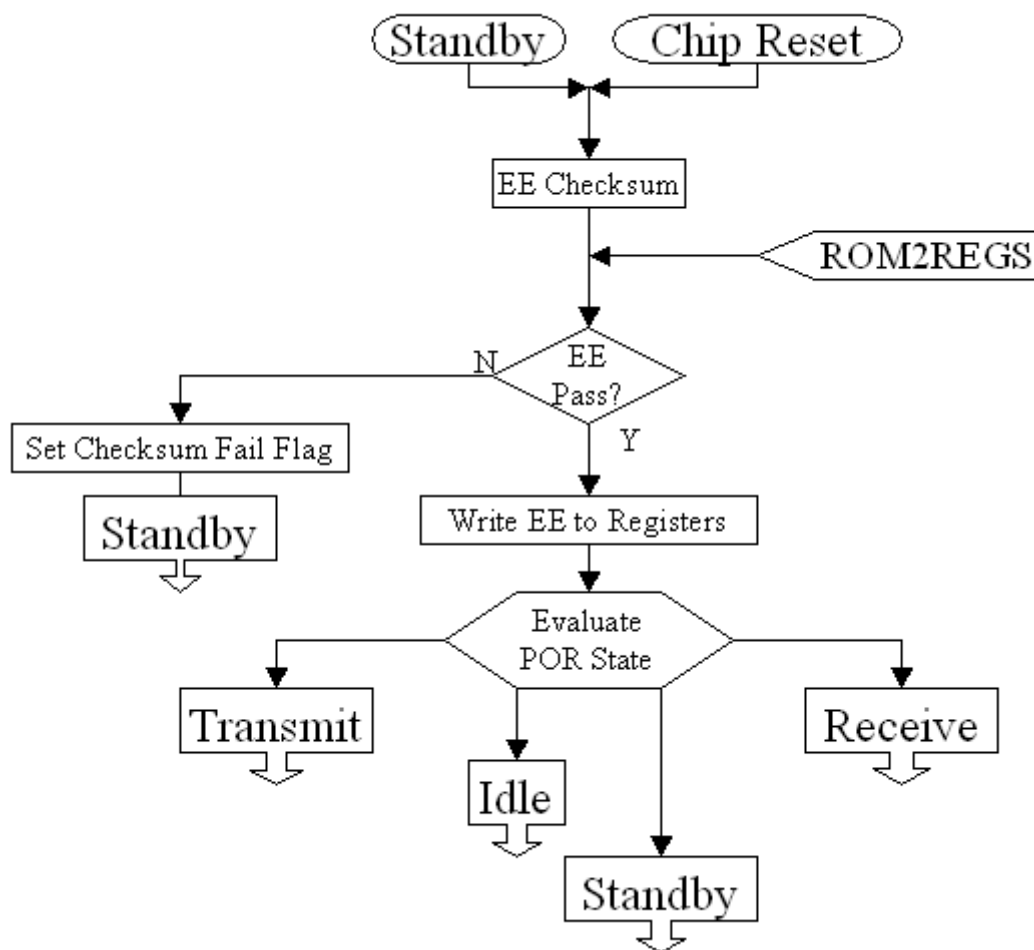 Standby
Chip Reset
EE Checksum
ROM2REGS
EE
Pass?
N
Y
Set Checksum Fail Flag
Standby
Write EE to Registers
Evaluate
POR State
Transmit
Receive
Idle
Standby